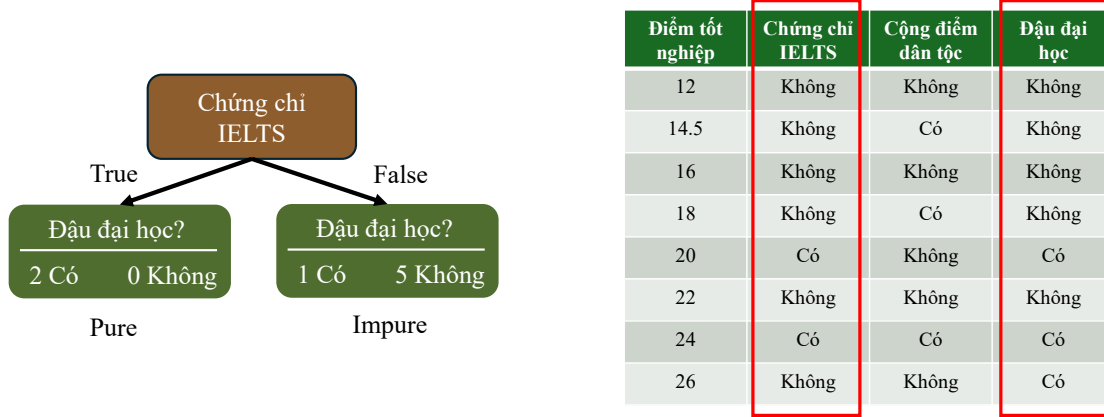 Chứng chỉ
IELTS
True
False
Đậu đại học?
2 Có 0 Không
Pure
Đậu đại học?
1 Có 5 Không
Impure
Điểm tốt nghiệp Chứng chỉ IELTS Cộng điểm dân tộc Đậu đại học
12 Không Không Không
14.5 Không Có Không
16 Không Không Không
18 Không Có Không
20 Có Không Có
22 Không Không Không
24 Có Có Có
26 Không Không Có